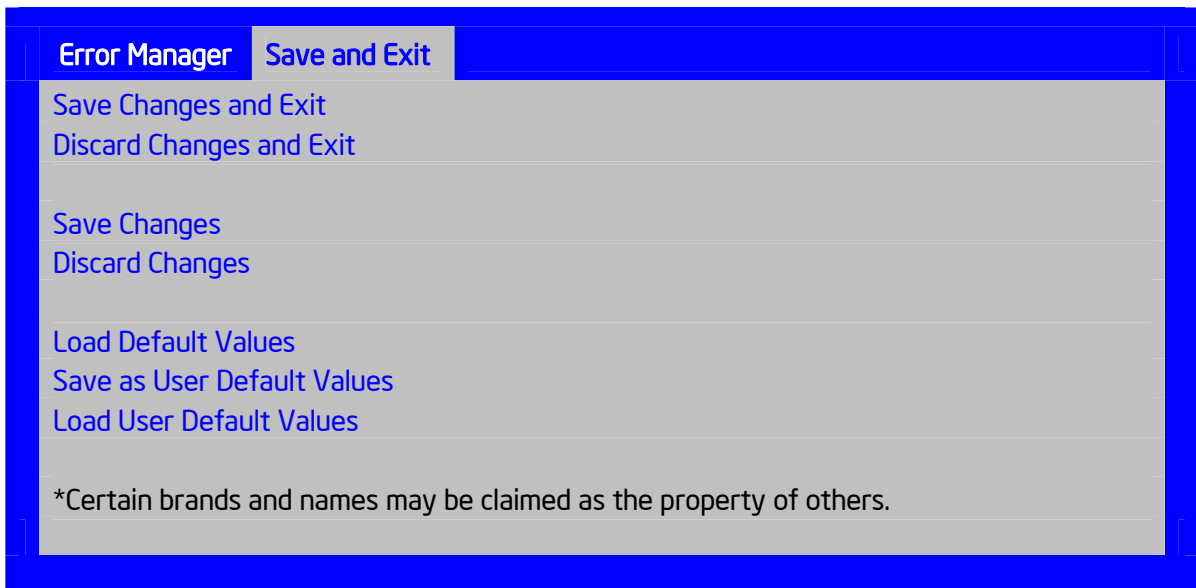 Error Manager Save and Exit
Save Changes and Exit
Discard Changes and Exit
Save Changes
Discard Changes
Load Default Values
Save as User Default Values
Load User Default Values
*Certain brands and names may be claimed as the property of others.